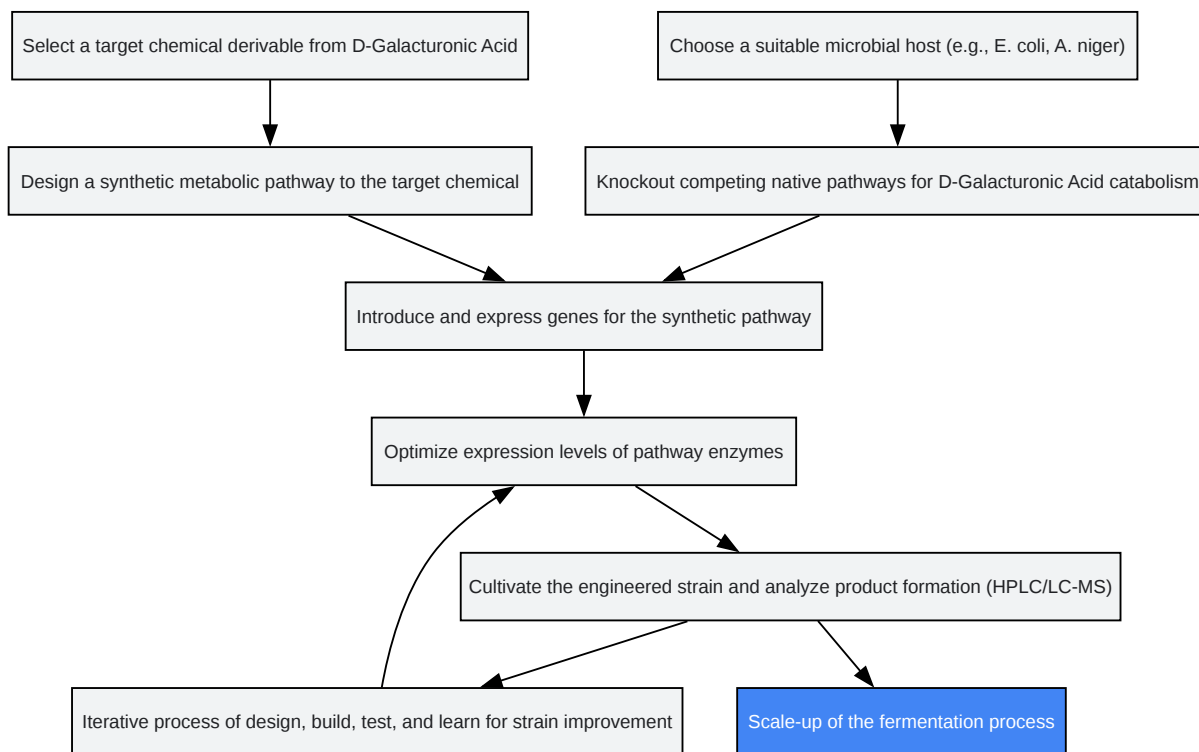 Select a target chemical derivable from D-Galacturonic Acid
Choose a suitable microbial host (e.g., E. coli, A. niger)
Design a synthetic metabolic pathway to the target chemical
Knockout competing native pathways for D-Galacturonic Acid catabolism
Introduce and express genes for the synthetic pathway
Optimize expression levels of pathway enzymes
Cultivate the engineered strain and analyze product formation (HPLC/LC-MS)
Iterative process of design, build, test, and learn for strain improvement
Scale-up of the fermentation process